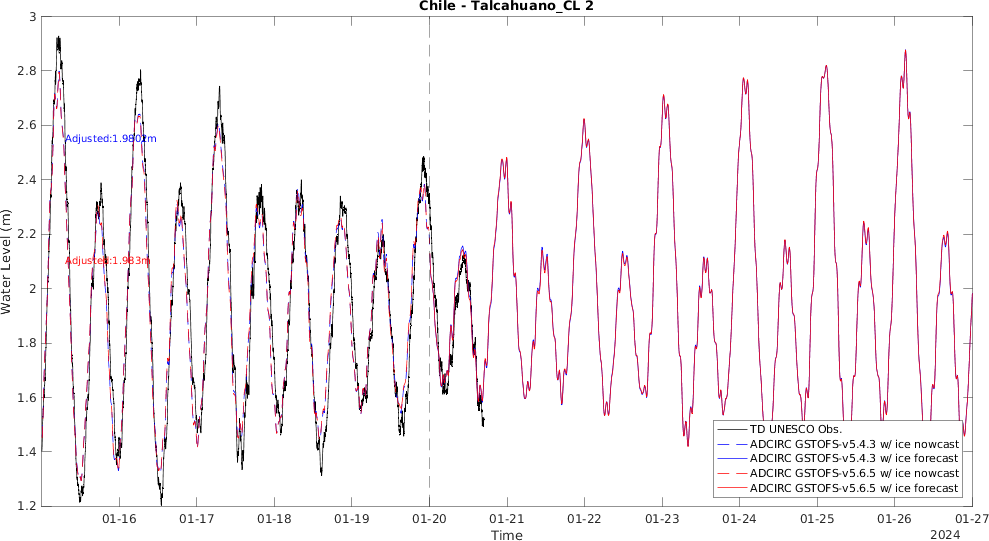 Chile - Talcahuano_CL 2
3
2.8
2.6
2.4
2.2
2
1.8
1.6
1.4
1.2
Water Level (m)
Adjusted:1.9802m
Adjusted:1.983m
TD UNESCO Obs.
ADCIRC GSTOFS-v5.4.3 w/ ice nowcast
ADCIRC GSTOFS-v5.4.3 w/ ice forecast
ADCIRC GSTOFS-v5.6.5 w/ ice nowcast
ADCIRC GSTOFS-v5.6.5 w/ ice forecast
01-16 01-17 01-18 01-19 01-20 01-21 01-22 01-23 01-24 01-25 01-26 01-27
Time
2024